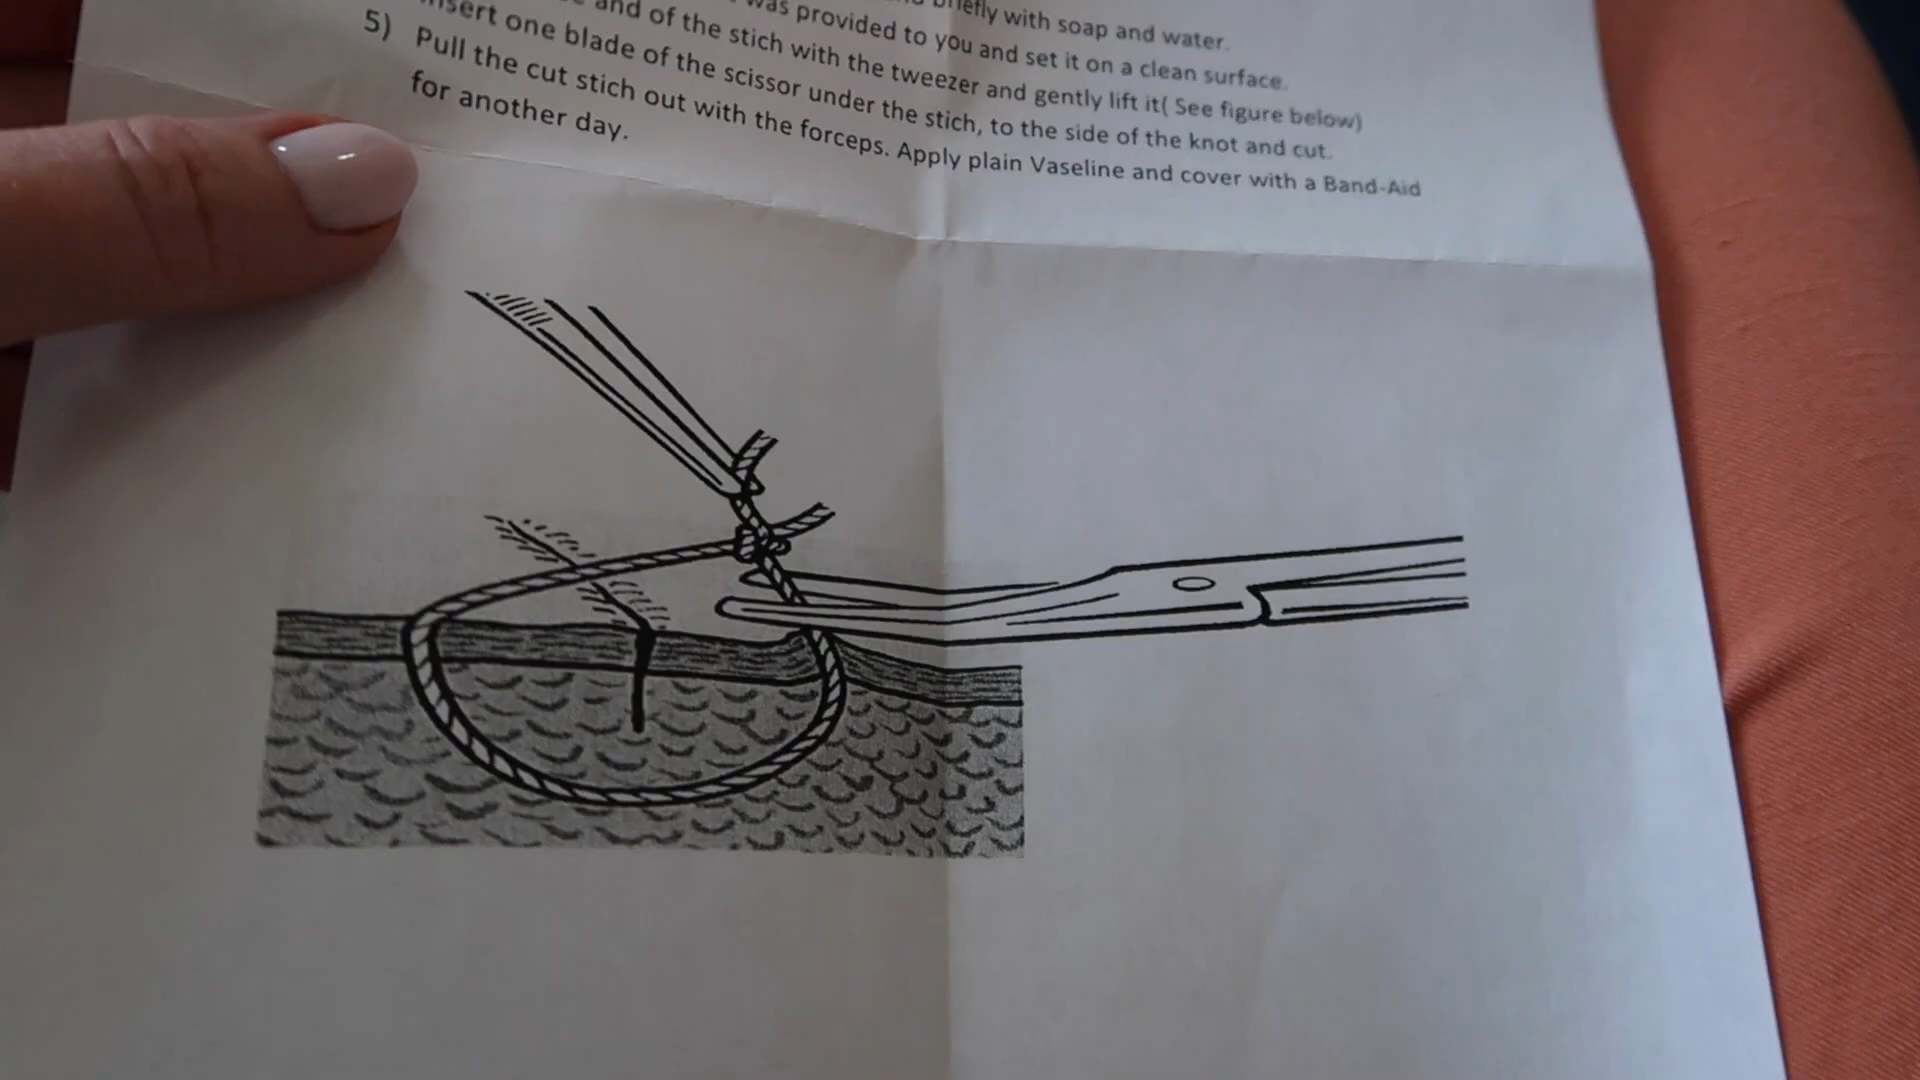 briefly with soap and water.
was provided to you and set it on a clean surface.
and of the stich with the tweezer and gently lift it( See figure below)
insert one blade of the scissor under the stich, to the side of the knot and cut.
5) Pull the cut stich out with the forceps. Apply plain Vaseline and cover with a Band-Aid
for another day.